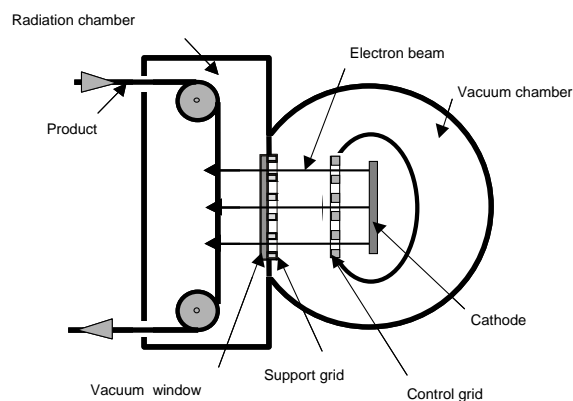 Radiation chamber
Electron beam
Vacuum chamber
Product
Cathode
Support grid
Vacuum window
Control grid